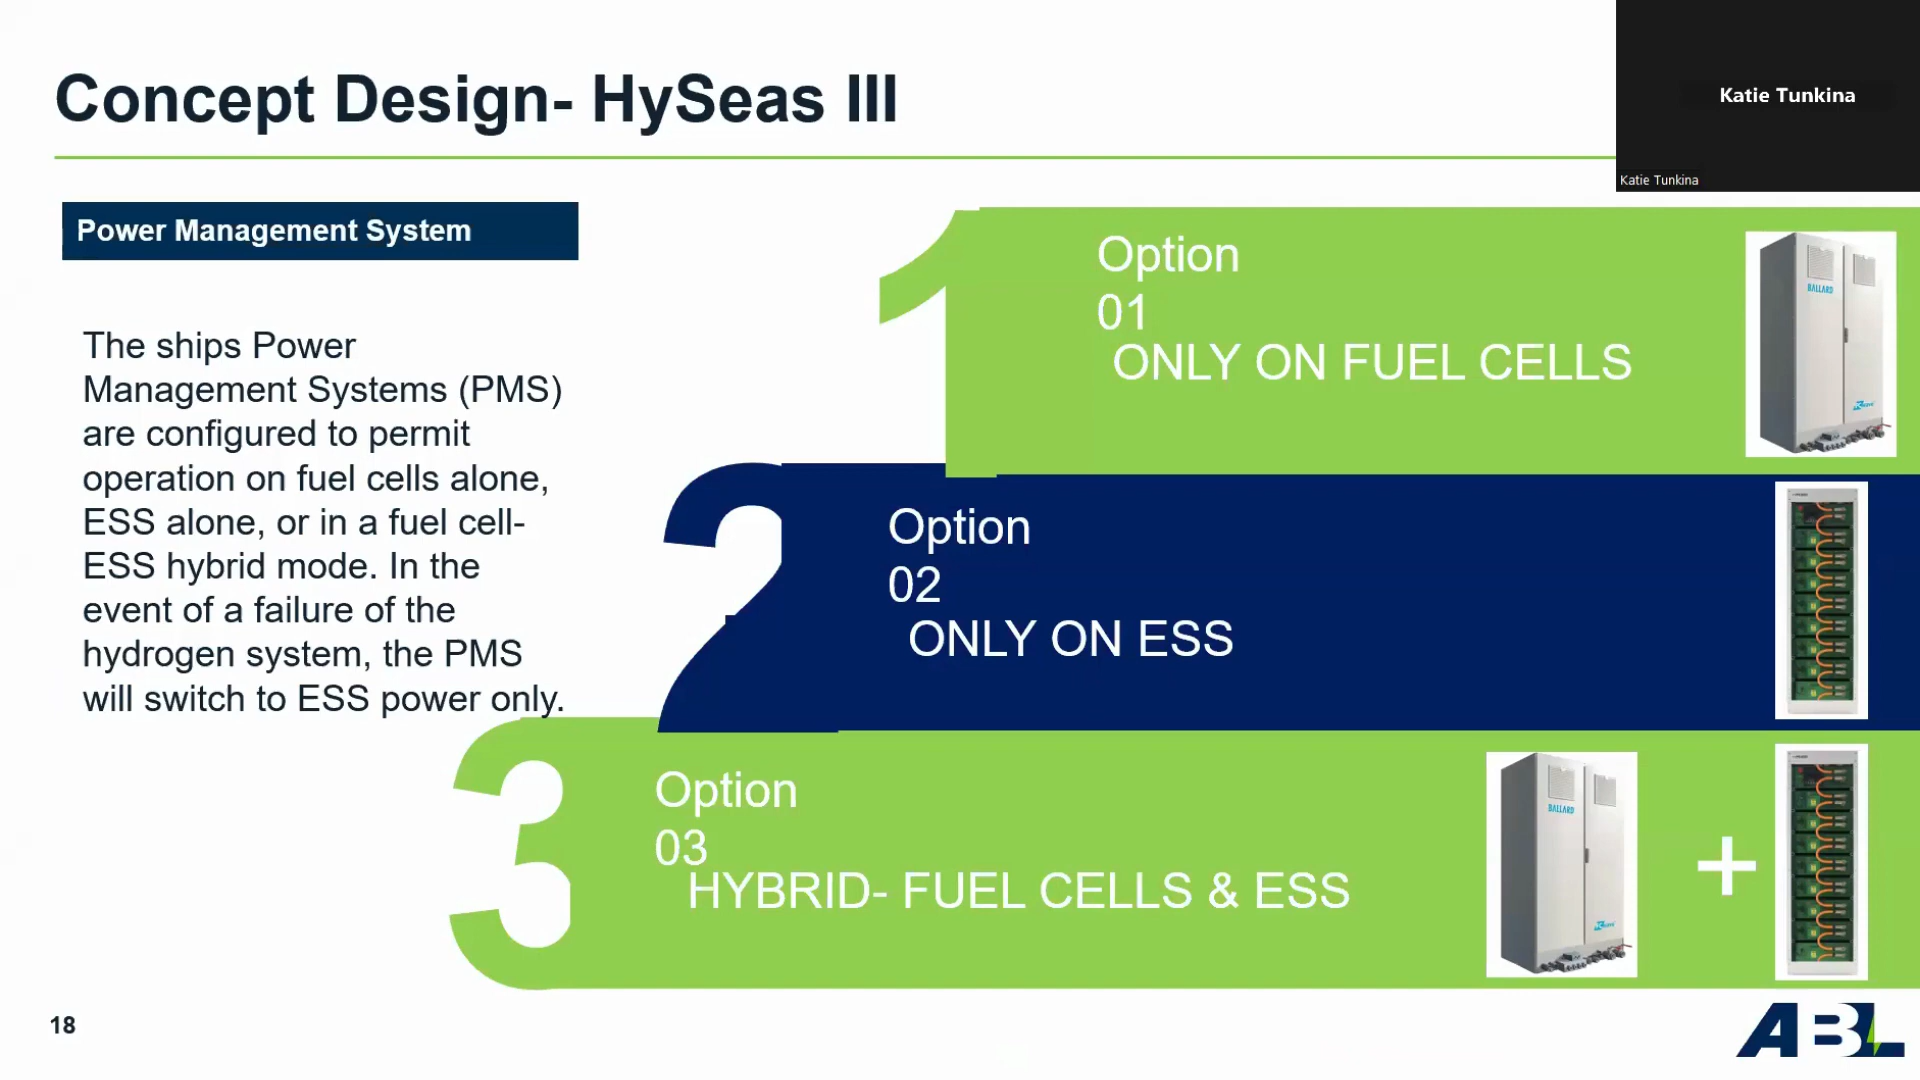 Concept Design- HySeas III
Katie Tunkina
Katie Tunkina
Power Management System
The ships Power
Management Systems (PMS)
are configured to permit
operation on fuel cells alone,
ESS alone, or in a fuel cell-
ESS hybrid mode. In the
event of a failure of the
hydrogen system, the PMS
will switch to ESS power only.
1
Option
01
ONLY ON FUEL CELLS
BALLARD
2
Option
02
ONLY ON ESS
3
Option
03
HYBRID- FUEL CELLS & ESS
BALLARD
+
18
ABL